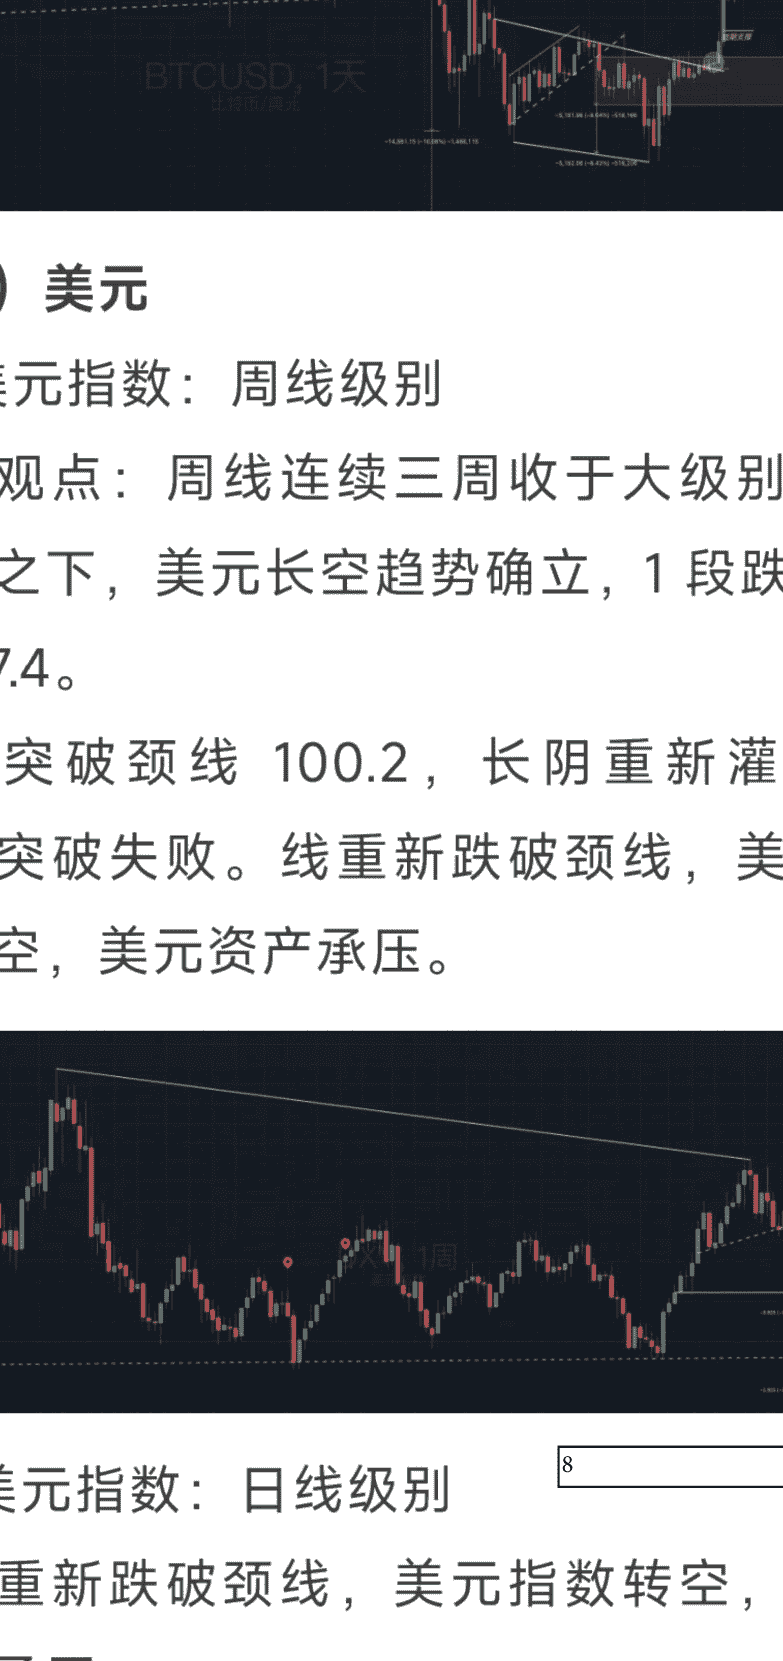 BTCUSD, 1天
比特币/美元
) 美元
元指数：周线级别
观点：周线连续三周收于大级别
之下，美元长空趋势确立，1 段跌
7.4。
突破颈线 100.2，长阴重新灌
突破失败。线重新跌破颈线，美
空，美元资产承压。
1周
8
美元指数：日线级别
重新跌破颈线，美元指数转空，